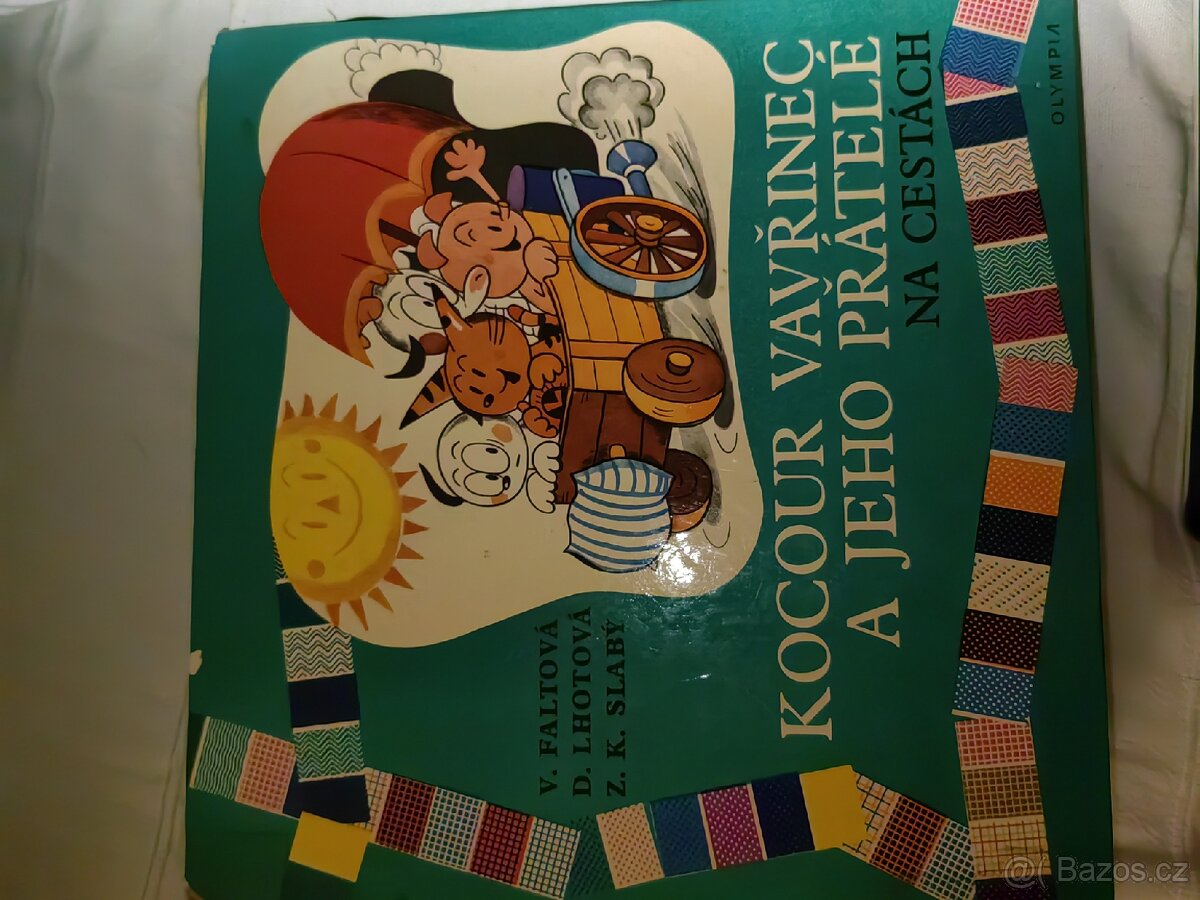 V. FALTOVÁ
D. LHOTOVÁ
Z. K. SLABÝ
KOCOUR VAVŘINEC
A JEHO PŘÁTELÉ
NA CESTÁCH
OLYMPIA
Bazos.cz